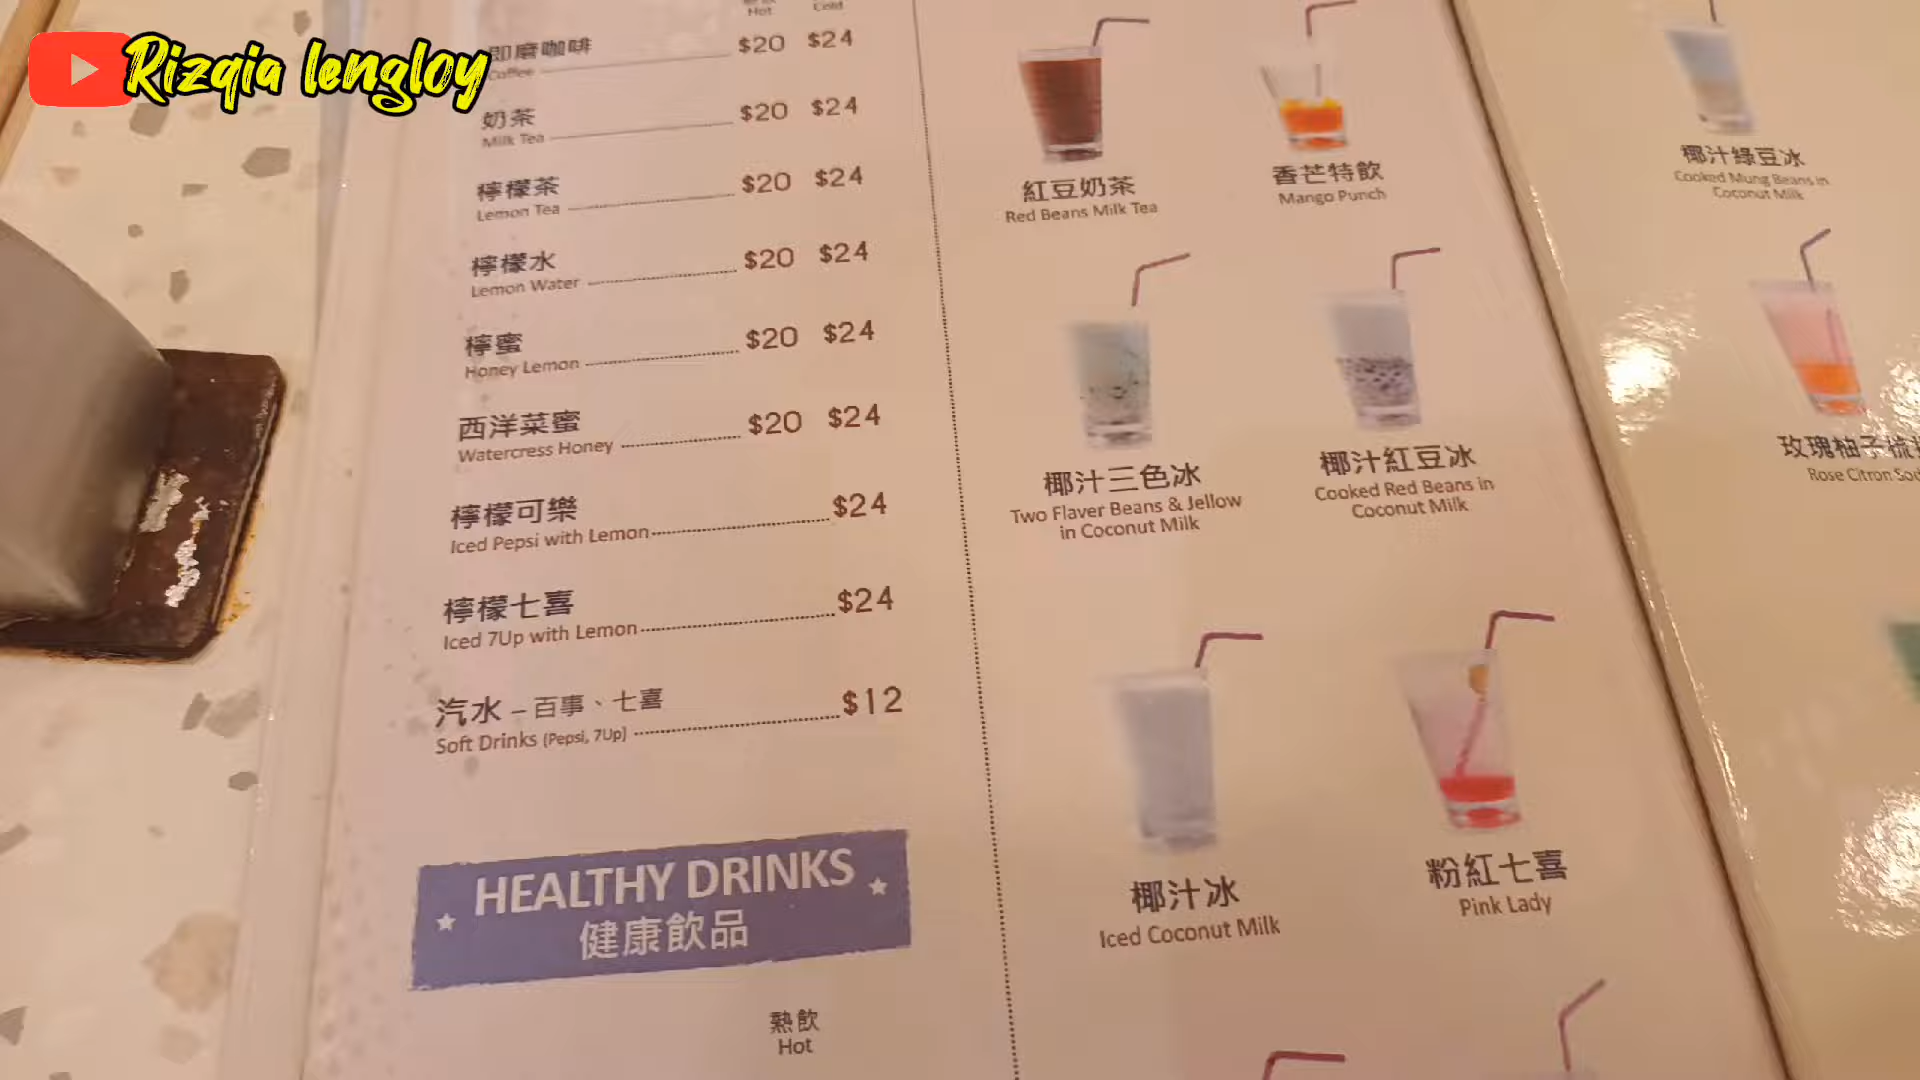 Rizqia lengloy
Hot
Cold
即磨咖啡
$20 $24
Coffee
奶茶
$20 $24
Milk Tea
檸檬茶
$20 $24
Lemon Tea
檸檬水
$20 $24
Lemon Water
檸蜜
$20 $24
Honey Lemon
西洋菜蜜
$20 $24
Watercress Honey
檸檬可樂
$24
Iced Pepsi with Lemon
檸檬七喜
$24
Iced 7Up with Lemon
汽水 – 百事、七喜
$12
Soft Drinks (Pepsi, 7Up)
HEALTHY DRINKS
健康飲品
熱飲
Hot
紅豆奶茶
Red Beans Milk Tea
香芒特飲
Mango Punch
椰汁三色冰
Two Flaver Beans & Jellow
in Coconut Milk
椰汁紅豆冰
Cooked Red Beans in
Coconut Milk
椰汁冰
Iced Coconut Milk
粉紅七喜
Pink Lady
椰汁綠豆冰
Cooked Mung Beans in
Coconut Milk
玫瑰柚子梳
Rose Citron Sod